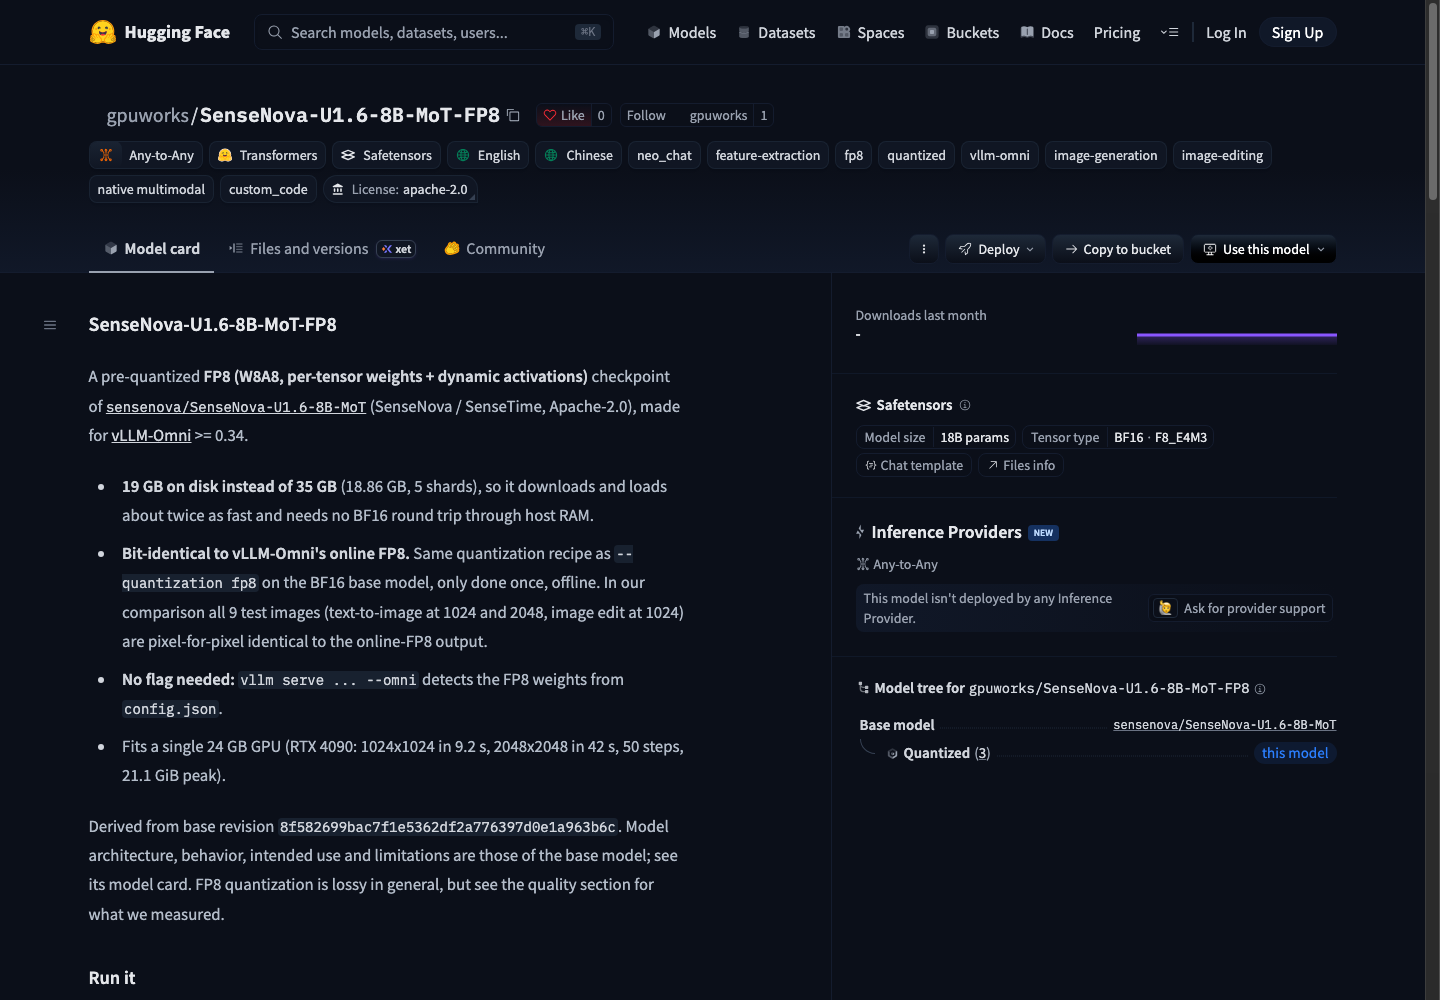 Hugging Face
Search models, datasets, users...
⌘K
Models
Datasets
Spaces
Buckets
Docs
Pricing
Log In
Sign Up
gpuworks/SenseNova-U1.6-8B-MoT-FP8
Like 0
Follow gpuworks 1
Any-to-Any
Transformers
Safetensors
English
Chinese
neo_chat
feature-extraction
fp8
quantized
vllm-omni
image-generation
image-editing
native multimodal
custom_code
License: apache-2.0
Model card
Files and versions
xet
Community
Deploy
Copy to bucket
Use this model
SenseNova-U1.6-8B-MoT-FP8
A pre-quantized FP8 (W8A8, per-tensor weights + dynamic activations) checkpoint
of sensenova/SenseNova-U1.6-8B-MoT (SenseNova / SenseTime, Apache-2.0), made
for vLLM-Omni >= 0.34.
• 19 GB on disk instead of 35 GB (18.86 GB, 5 shards), so it downloads and loads
about twice as fast and needs no BF16 round trip through host RAM.
• Bit-identical to vLLM-Omni's online FP8. Same quantization recipe as --
quantization fp8 on the BF16 base model, only done once, offline. In our
comparison all 9 test images (text-to-image at 1024 and 2048, image edit at 1024)
are pixel-for-pixel identical to the online-FP8 output.
• No flag needed: vllm serve ... --omni detects the FP8 weights from
config.json.
• Fits a single 24 GB GPU (RTX 4090: 1024x1024 in 9.2 s, 2048x2048 in 42 s, 50 steps,
21.1 GiB peak).
Derived from base revision 8f582699bac7f1e5362df2a776397d0e1a963b6c. Model
architecture, behavior, intended use and limitations are those of the base model; see
its model card. FP8 quantization is lossy in general, but see the quality section for
what we measured.
Run it
Downloads last month
-
Safetensors
Model size 18B params
Tensor type BF16 · F8_E4M3
Chat template
Files info
Inference Providers NEW
Any-to-Any
This model isn't deployed by any Inference
Provider.
Ask for provider support
Model tree for gpuworks/SenseNova-U1.6-8B-MoT-FP8
Base model
sensenova/SenseNova-U1.6-8B-MoT
Quantized (3)
this model